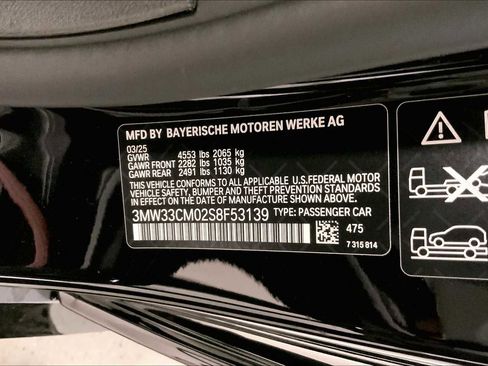 MFD BY BAYERISCHE MOTOREN WERKE AG
03/25
GVWR 4553 lbs 2065 kg
GAWR FRONT 2282 lbs 1035 kg
GAWR REAR 2491 lbs 1130 kg
THIS VEHICLE CONFORMS TO ALL APPLICABLE U.S.FEDERAL MOTOR
VEHICLE SAFETY, BUMPER AND THEFT PREVENTION STANDARDS
IN EFFECT ON THE DATE OF MANUFACTURE SHOWN ABOVE.
3MW33CM02S8F53139 TYPE: PASSENGER CAR
475
7 315 814